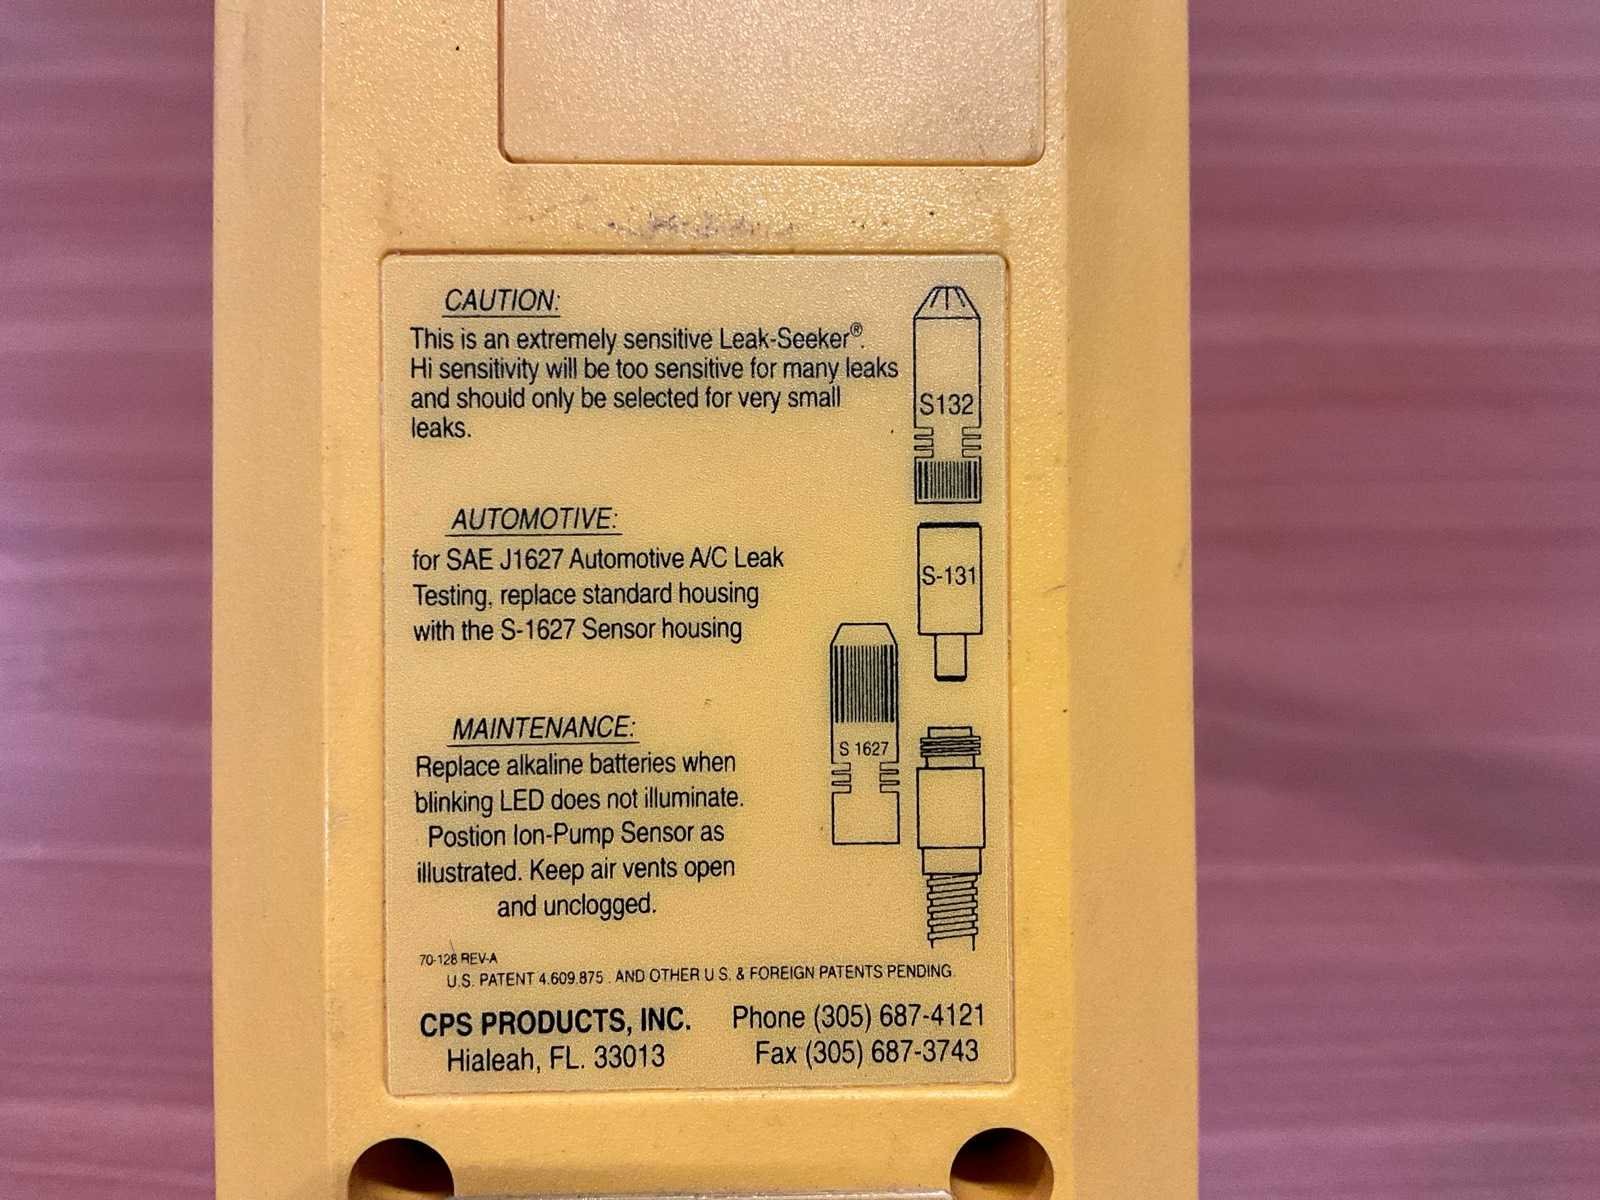 CAUTION:
This is an extremely sensitive Leak-Seeker®.
Hi sensitivity will be too sensitive for many leaks
and should only be selected for very small
leaks.
S132
AUTOMOTIVE:
for SAE J1627 Automotive A/C Leak
Testing, replace standard housing
with the S-1627 Sensor housing
S-131
S 1627
MAINTENANCE:
Replace alkaline batteries when
blinking LED does not illuminate.
Postion Ion-Pump Sensor as
illustrated. Keep air vents open
and unclogged.
70-128 REV-A
U.S. PATENT 4.609.875 . AND OTHER U S. & FOREIGN PATENTS PENDING.
CPS PRODUCTS, INC. Phone (305) 687-4121
Hialeah, FL. 33013 Fax (305) 687-3743